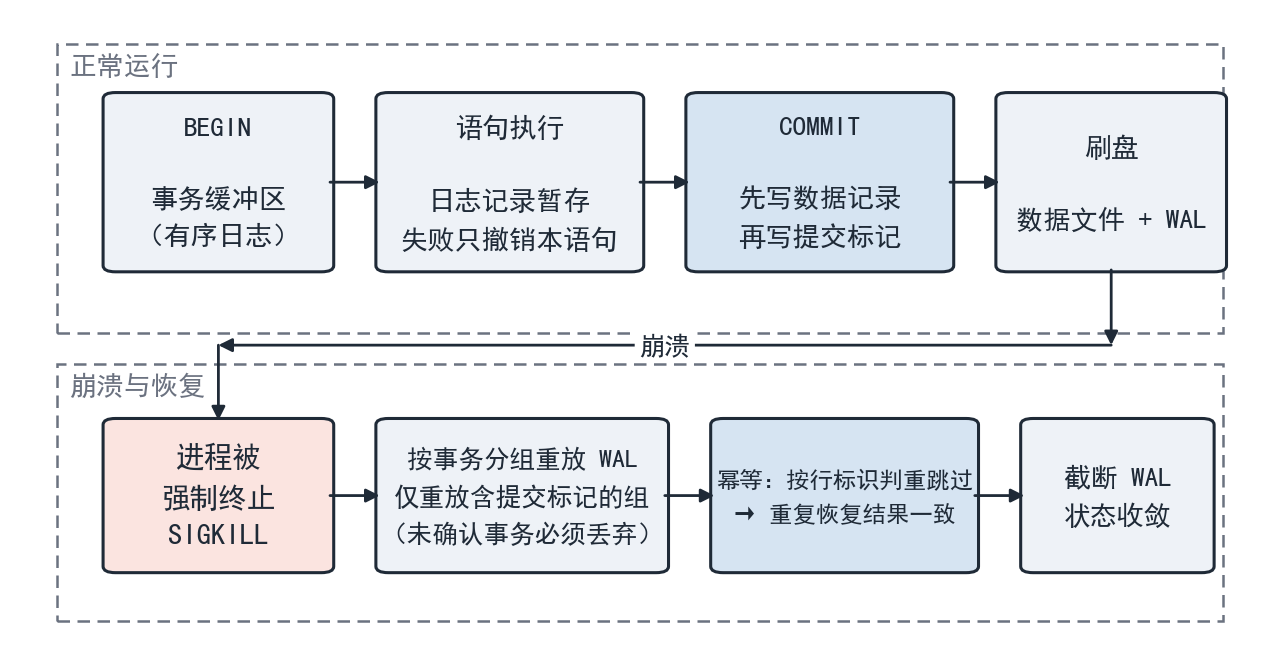 正常运行
BEGIN
事务缓冲区
（有序日志）
语句执行
日志记录暂存
失败只撤销本语句
COMMIT
先写数据记录
再写提交标记
刷盘
数据文件 + WAL
崩溃
崩溃与恢复
进程被
强制终止
SIGKILL
按事务分组重放 WAL
仅重放含提交标记的组
（未确认事务必须丢弃）
幂等：按行标识判重跳过
→ 重复恢复结果一致
截断 WAL
状态收敛